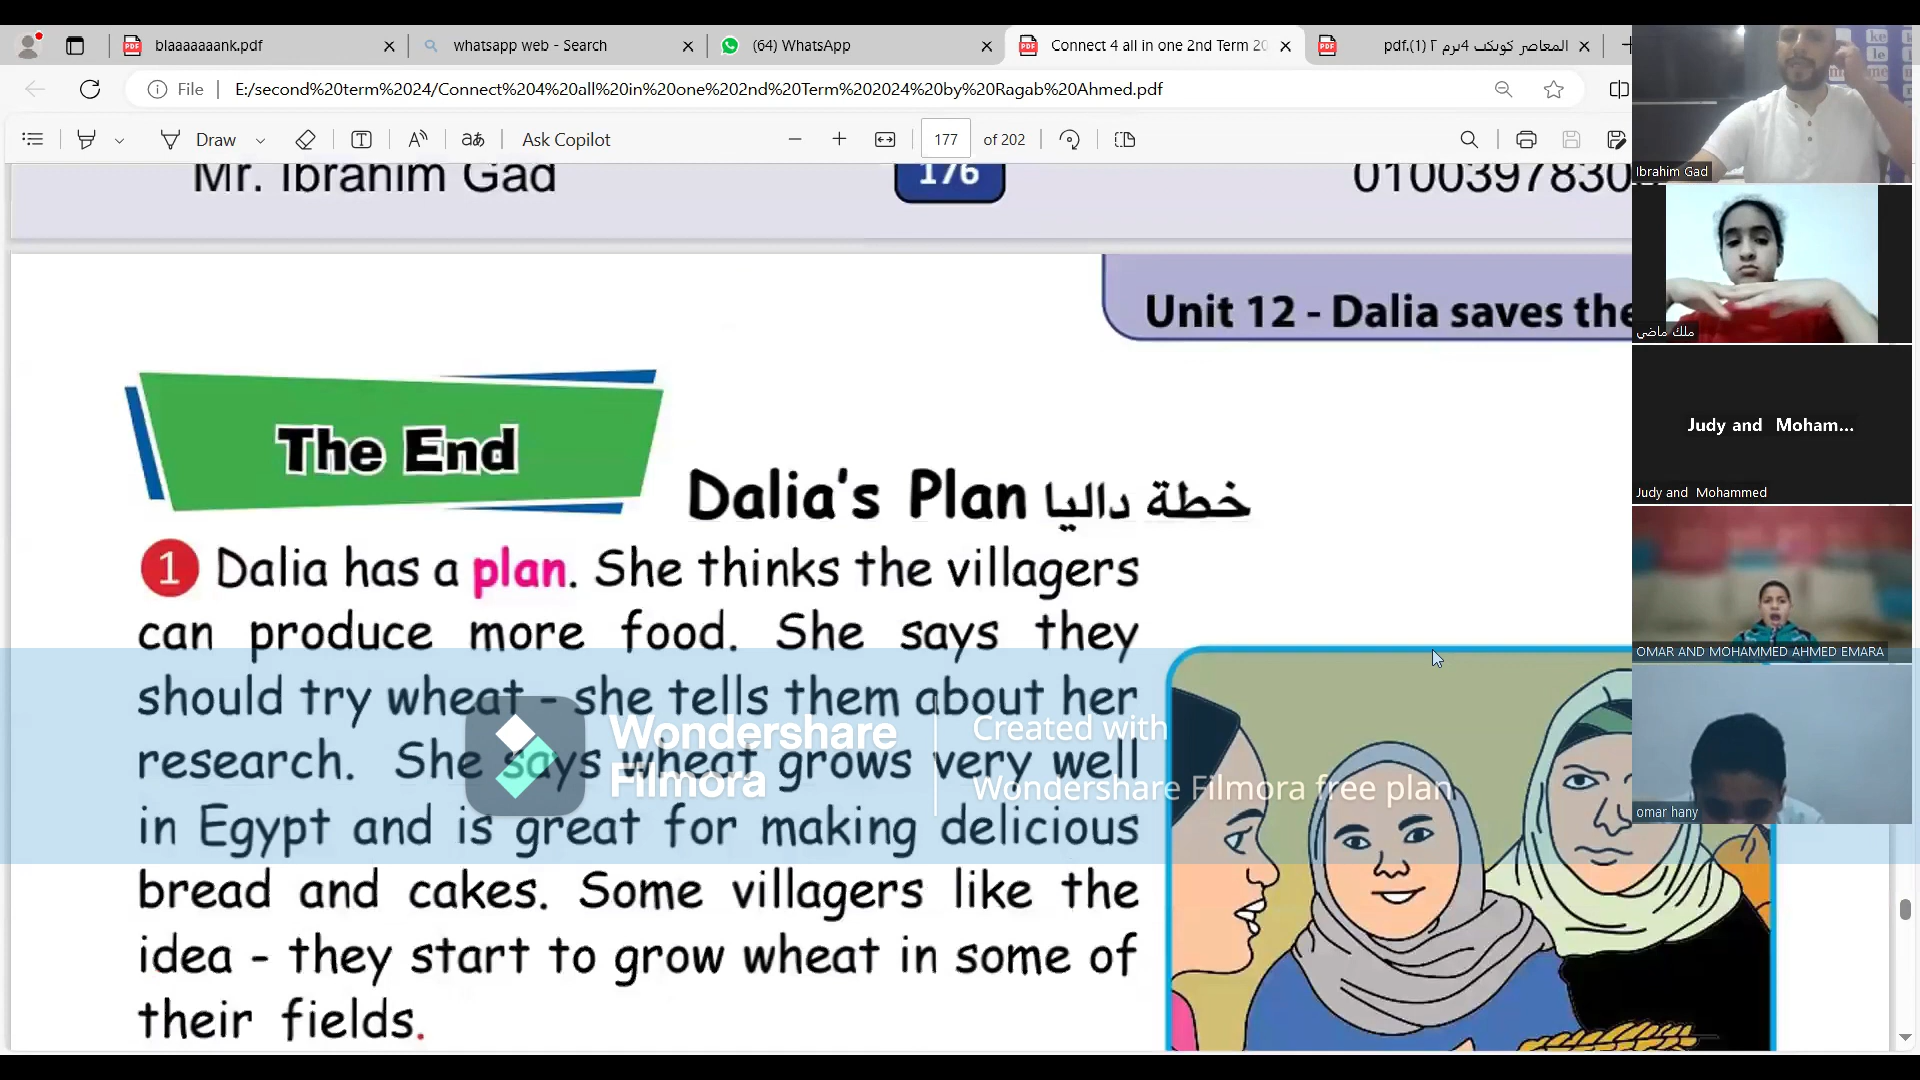 blaaaaaaank.pdf
whatsapp web - Search
(64) WhatsApp
Connect 4 all in one 2nd Term 20
المعاصر كونكت 4ترم ٢ (1).pdf
File
E:/second%20term%2024/Connect%204%20all%20in%20one%202nd%20Term%202024%20by%20Ragab%20Ahmed.pdf
Draw
Ask Copilot
177 of 202
Mr. Ibrahim Gad
176
0100397830
Unit 12 - Dalia saves the
The End
Dalia's Plan خطة داليا
1 Dalia has a plan. She thinks the villagers
can produce more food. She says they
should try wheat - she tells them about her
research. She says wheat grows very well
in Egypt and is great for making delicious
bread and cakes. Some villagers like the
idea - they start to grow wheat in some of
their fields.
Wondershare
Filmora
Created with
Wondershare Filmora free plan
Ibrahim Gad
ملك ماضي
Judy and Moham...
Judy and Mohammed
OMAR AND MOHAMMED AHMED EMARA
omar hany